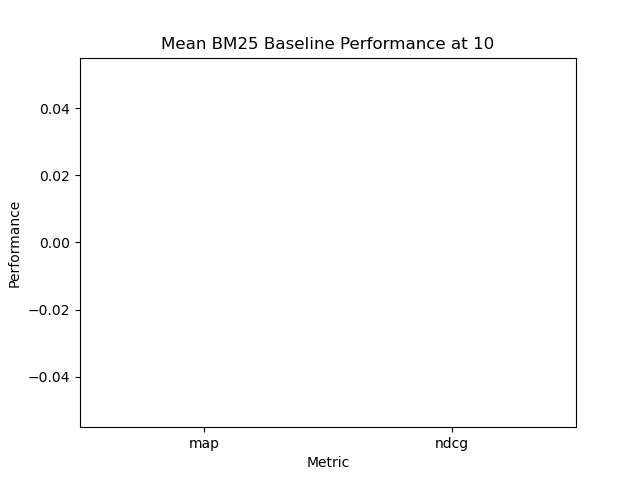 Mean BM25 Baseline Performance at 10
0.04
0.02
0.00
−0.02
−0.04
Performance
map
ndcg
Metric